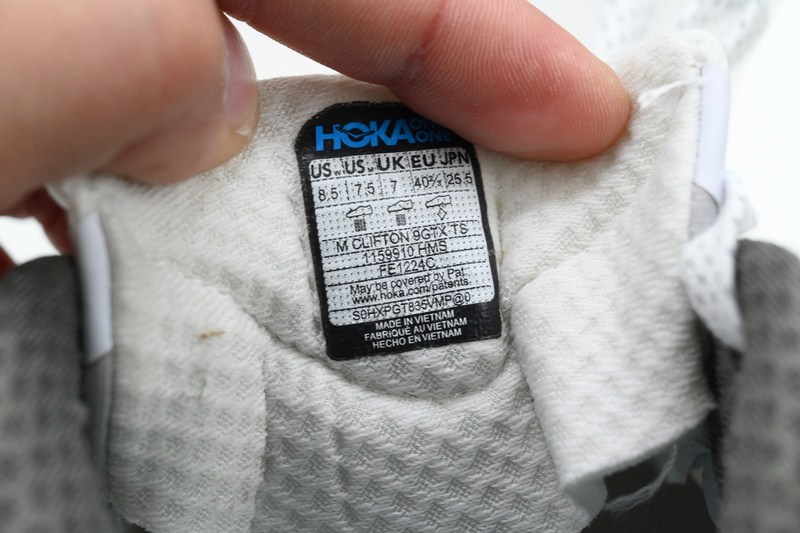 HOKA ONE ONE
US US M UK EU JPN
8.5 7.5 7 40⅔ 25.5
M CLIFTON 9GTX TS
1159910 HMS
FE1224C
May be covered by Pat.
www.hoka.com/patents
S0HXPGT835VMP@0
MADE IN VIETNAM
FABRIQUÉ AU VIETNAM
HECHO EN VIETNAM